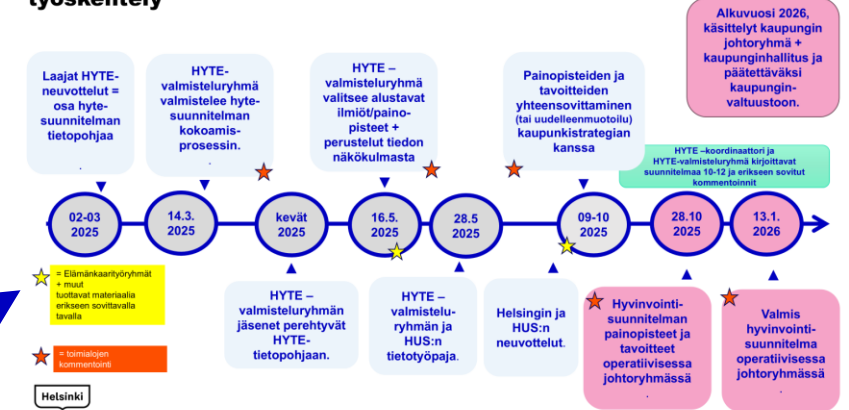 työskentely
Alkuvuosi 2026,
käsittelyt kaupungin
johtoryhmä +
kaupunginhallitus ja
päätettäväksi
kaupungin-
valtuustoon.
Laajat HYTE-
neuvottelut =
osa hyte-
suunnitelman
tietopohjaa
.
HYTE-
valmisteluryhmä
valmistelee hyte-
suunnitelman
kokoamis-
prosessin.
.
HYTE –
valmisteluryhmä
valitsee alustavat
ilmiöt/paino-
pisteet +
perustelut tiedon
näkökulmasta
Painopisteiden ja
tavoitteiden
yhteensovittaminen
(tai uudelleenmuotoilu)
kaupunkistrategian
kanssa
HYTE –koordinaattori ja
HYTE-valmisteluryhmä kirjoittavat
suunnitelmaa 10-12 ja erikseen sovitut
kommentoinnit
02-03
2025
14.3.
2025
kevät
2025
16.5.
2025
28.5
2025
09-10
2025
28.10
2025
13.1.
2026
= Elämänkaarityöryhmät
+ muut
tuottavat materiaalia
erikseen sovittavalla
tavalla
= toimialojen
kommentointi
HYTE –
valmisteluryhmän
jäsenet perehtyvät
HYTE-
tietopohjaan.
HYTE –
valmistelu-
ryhmän ja
HUS:n
tietotyöpaja.
Helsingin ja
HUS:n
neuvottelut.
Hyvinvointi-
suunnitelman
painopisteet ja
tavoitteet
operatiivisessa
johtoryhmässä
.
Valmis
hyvinvointi-
suunnitelma
operatiivisessa
johtoryhmässä
.
Helsinki